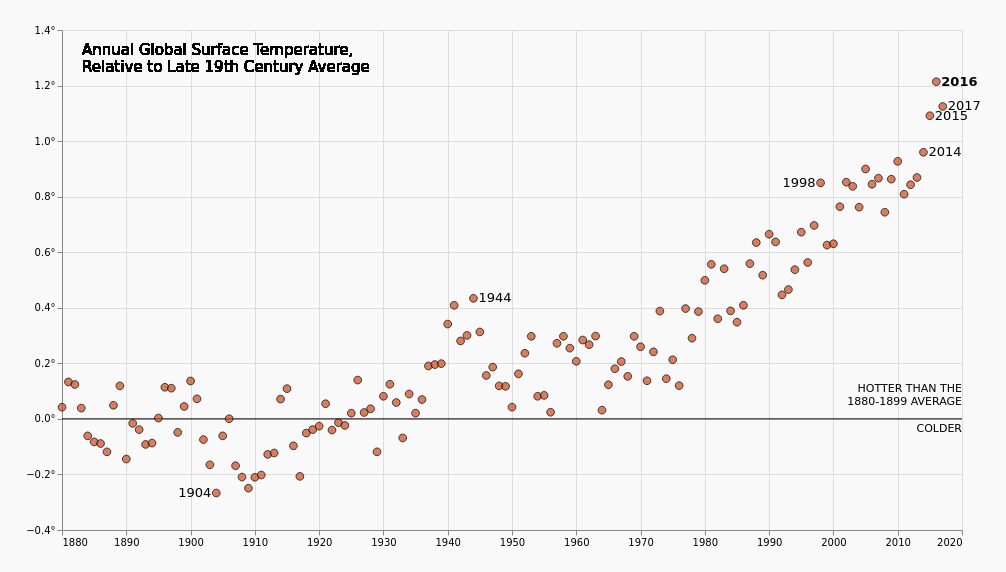 1.4°
Annual Global Surface Temperature,
Relative to Late 19th Century Average
1.2°
2016
2017
2015
1.0°
2014
1998
0.8°
0.6°
0.4°
1944
0.2°
HOTTER THAN THE
1880-1899 AVERAGE
0.0°
COLDER
−0.2°
1904
−0.4°
1880 1890 1900 1910 1920 1930 1940 1950 1960 1970 1980 1990 2000 2010 2020